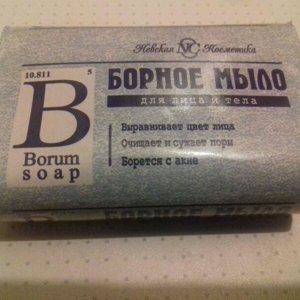 Невская NC Косметика
10.811 5
B
Borum
soap
БОРНОЕ МЫЛО
для лица и тела
Выравнивает цвет лица
Очищает и сужает поры
Борется с акне